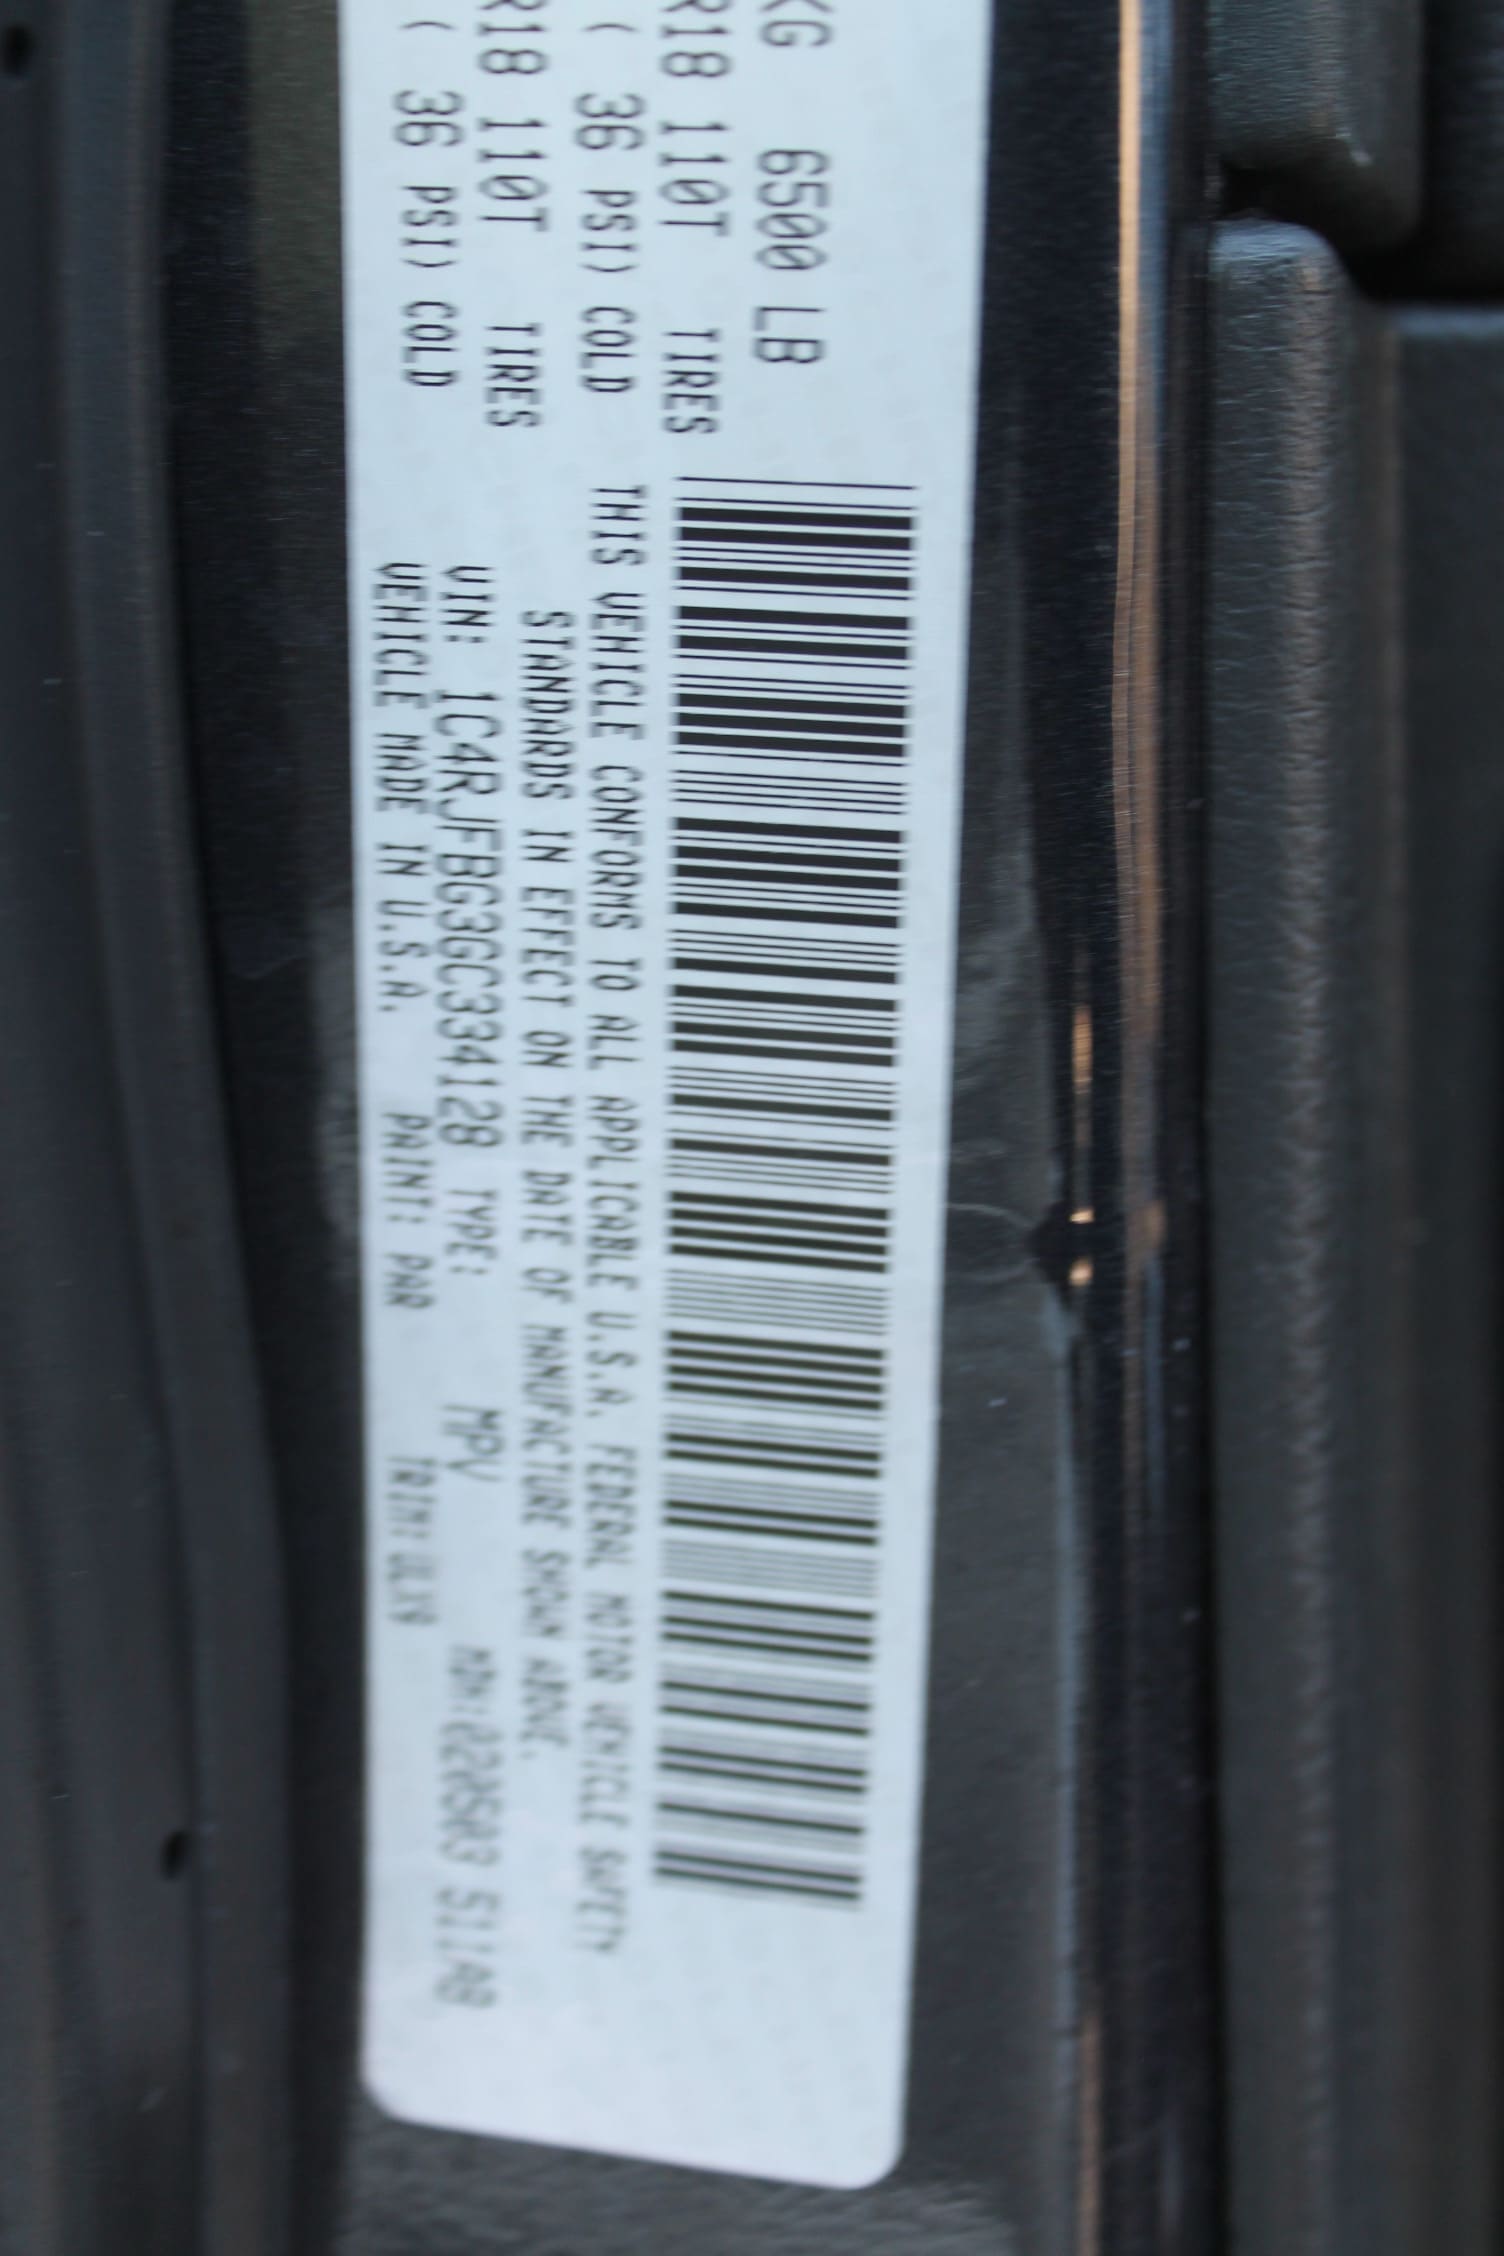 KG 6500 LB
R18 110T TIRES
( 36 PSI) COLD
R18 110T TIRES
( 36 PSI) COLD
THIS VEHICLE CONFORMS TO ALL APPLICABLE U.S.A. FEDERAL MOTOR VEHICLE SAFETY
STANDARDS IN EFFECT ON THE DATE OF MANUFACTURE SHOWN ABOVE.
VIN: 1C4RJFBG3GC334128 TYPE: MPV
VEHICLE MADE IN U.S.A. PAINT: PAR TRIM: